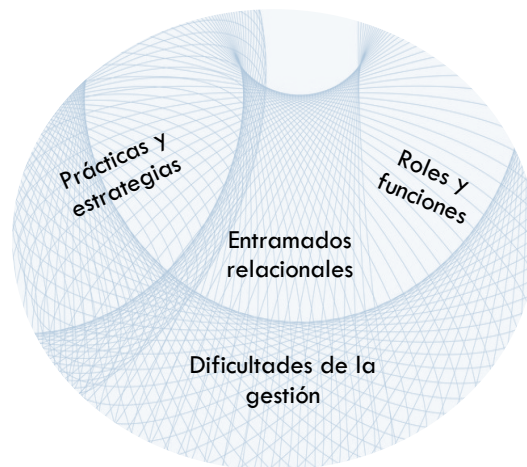 Prácticas y
estrategias
Roles y
funciones
Entramados
relacionales
Dificultades de la
gestión